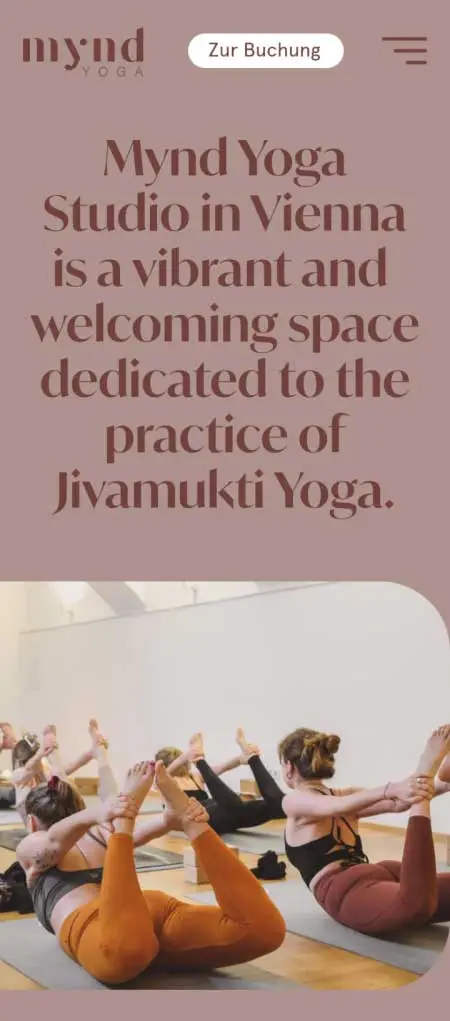 mynd
YOGA
Zur Buchung
Mynd Yoga
Studio in Vienna
is a vibrant and
welcoming space
dedicated to the
practice of
Jivamukti Yoga.